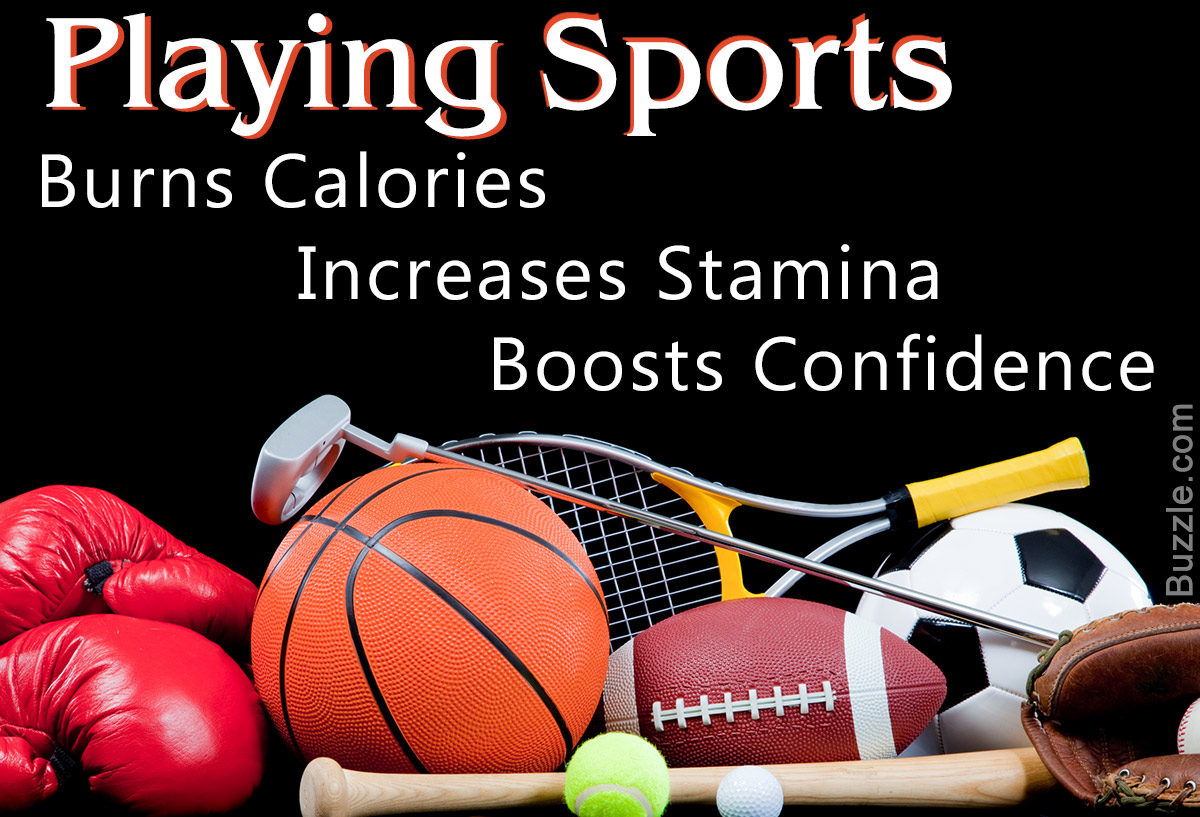 Playing Sports
Burns Calories
Increases Stamina
Boosts Confidence
Buzzle.com